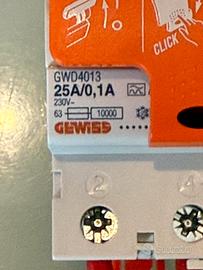 CLICK
GWD4013
25A/0,1A
230V~
63 10000
GEWISS
2 4